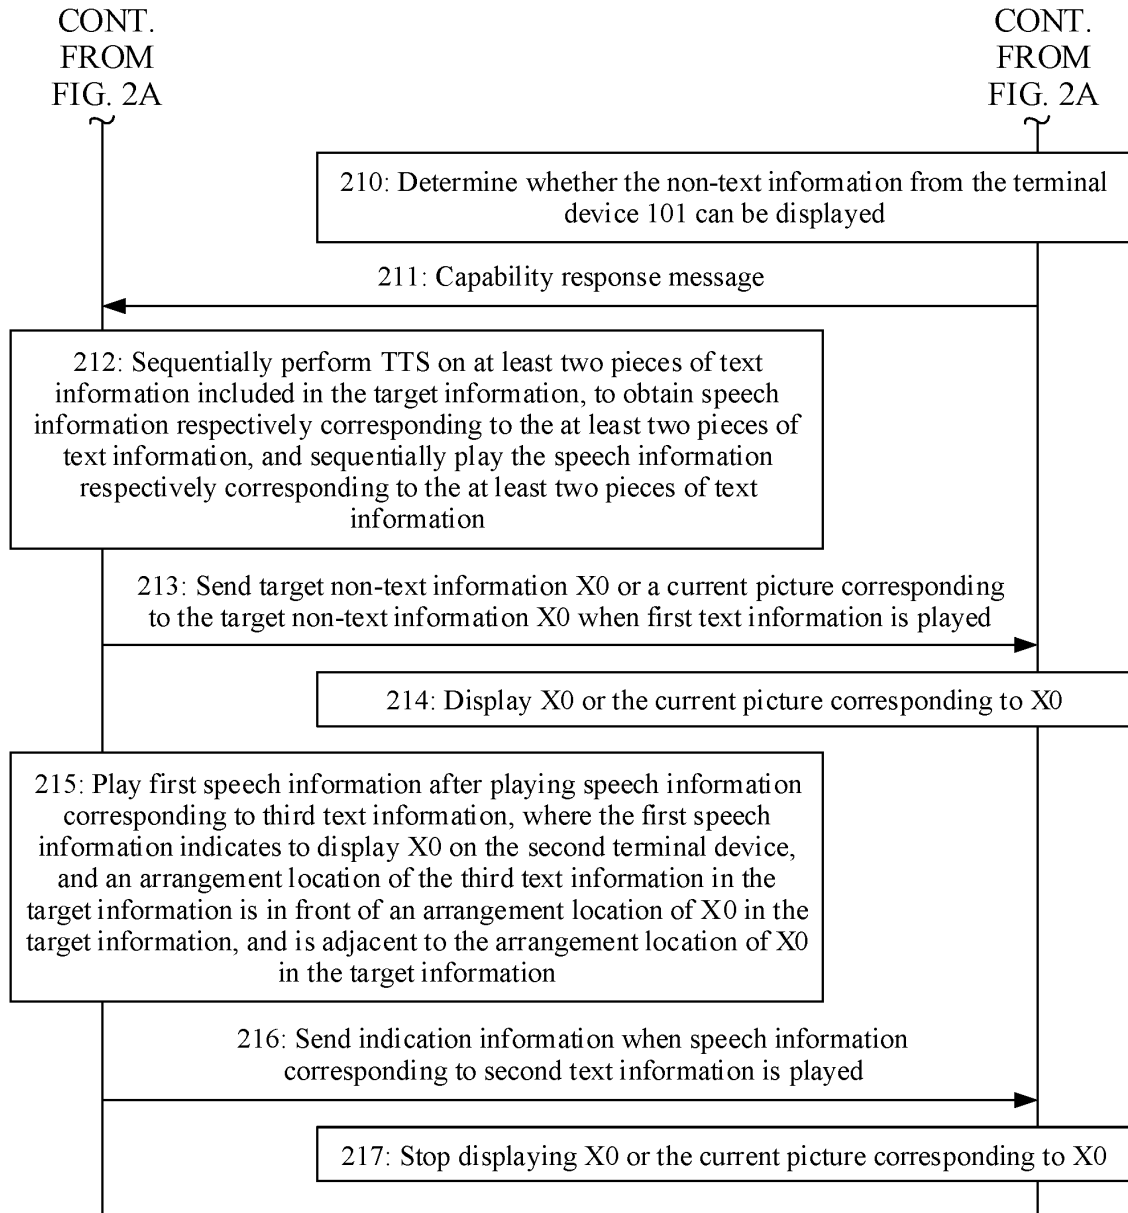 CONT.
FROM
FIG. 2A
CONT.
FROM
FIG. 2A
210: Determine whether the non-text information from the terminal
device 101 can be displayed
211: Capability response message
212: Sequentially perform TTS on at least two pieces of text
information included in the target information, to obtain speech
information respectively corresponding to the at least two pieces of
text information, and sequentially play the speech information
respectively corresponding to the at least two pieces of text
information
213: Send target non-text information X0 or a current picture corresponding
to the target non-text information X0 when first text information is played
214: Display X0 or the current picture corresponding to X0
215: Play first speech information after playing speech information
corresponding to third text information, where the first speech
information indicates to display X0 on the second terminal device,
and an arrangement location of the third text information in the
target information is in front of an arrangement location of X0 in the
target information, and is adjacent to the arrangement location of X0
in the target information
216: Send indication information when speech information
corresponding to second text information is played
217: Stop displaying X0 or the current picture corresponding to X0